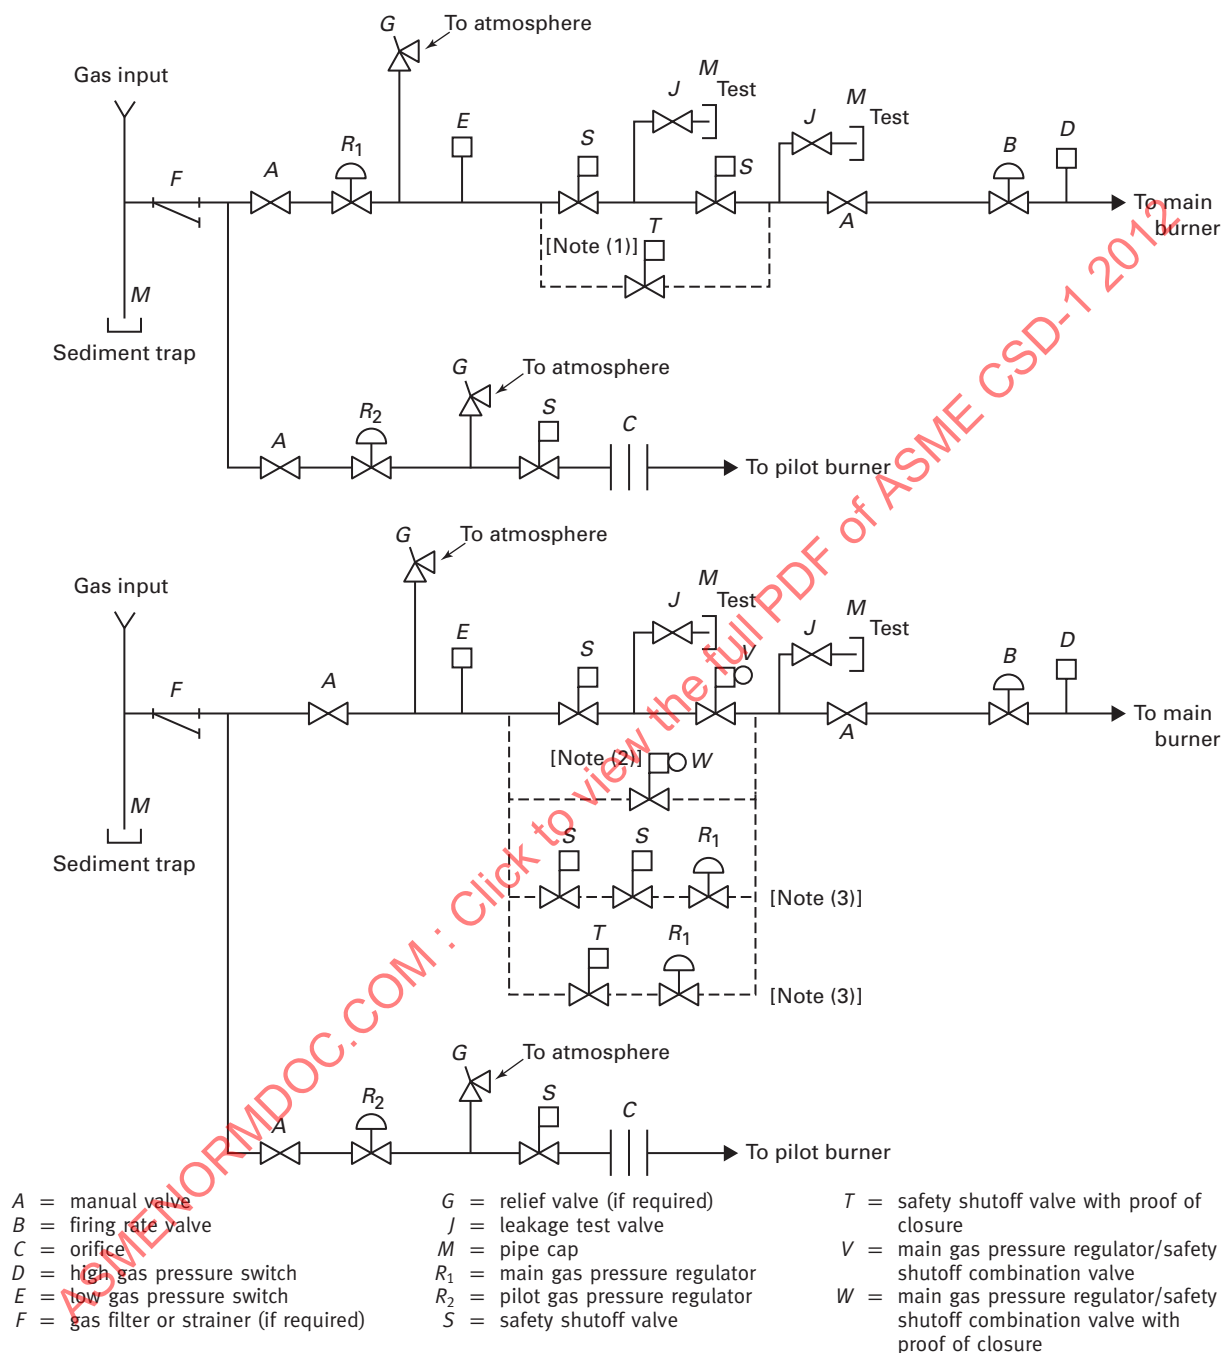 G To atmosphere
Gas input
M
J Test
M
J Test
E
S
S
D
B
F
A
R1
A
To main burner
[Note (1)]
T
M
Sediment trap
G To atmosphere
A
R2
S
C
To pilot burner
G To atmosphere
Gas input
M
J Test
M
J Test
E
S
V
D
B
F
A
A
To main burner
[Note (2)]
W
S
S
R1
[Note (3)]
T
R1
[Note (3)]
M
Sediment trap
G To atmosphere
A
R2
S
C
To pilot burner
A = manual valve
B = firing rate valve
C = orifice
D = high gas pressure switch
E = low gas pressure switch
F = gas filter or strainer (if required)
G = relief valve (if required)
J = leakage test valve
M = pipe cap
R1 = main gas pressure regulator
R2 = pilot gas pressure regulator
S = safety shutoff valve
T = safety shutoff valve with proof of
closure
V = main gas pressure regulator/safety
shutoff combination valve
W = main gas pressure regulator/safety
shutoff combination valve with
proof of closure
ASMENORMDOC.COM : Click to view the full PDF of ASME CSD-1 2012